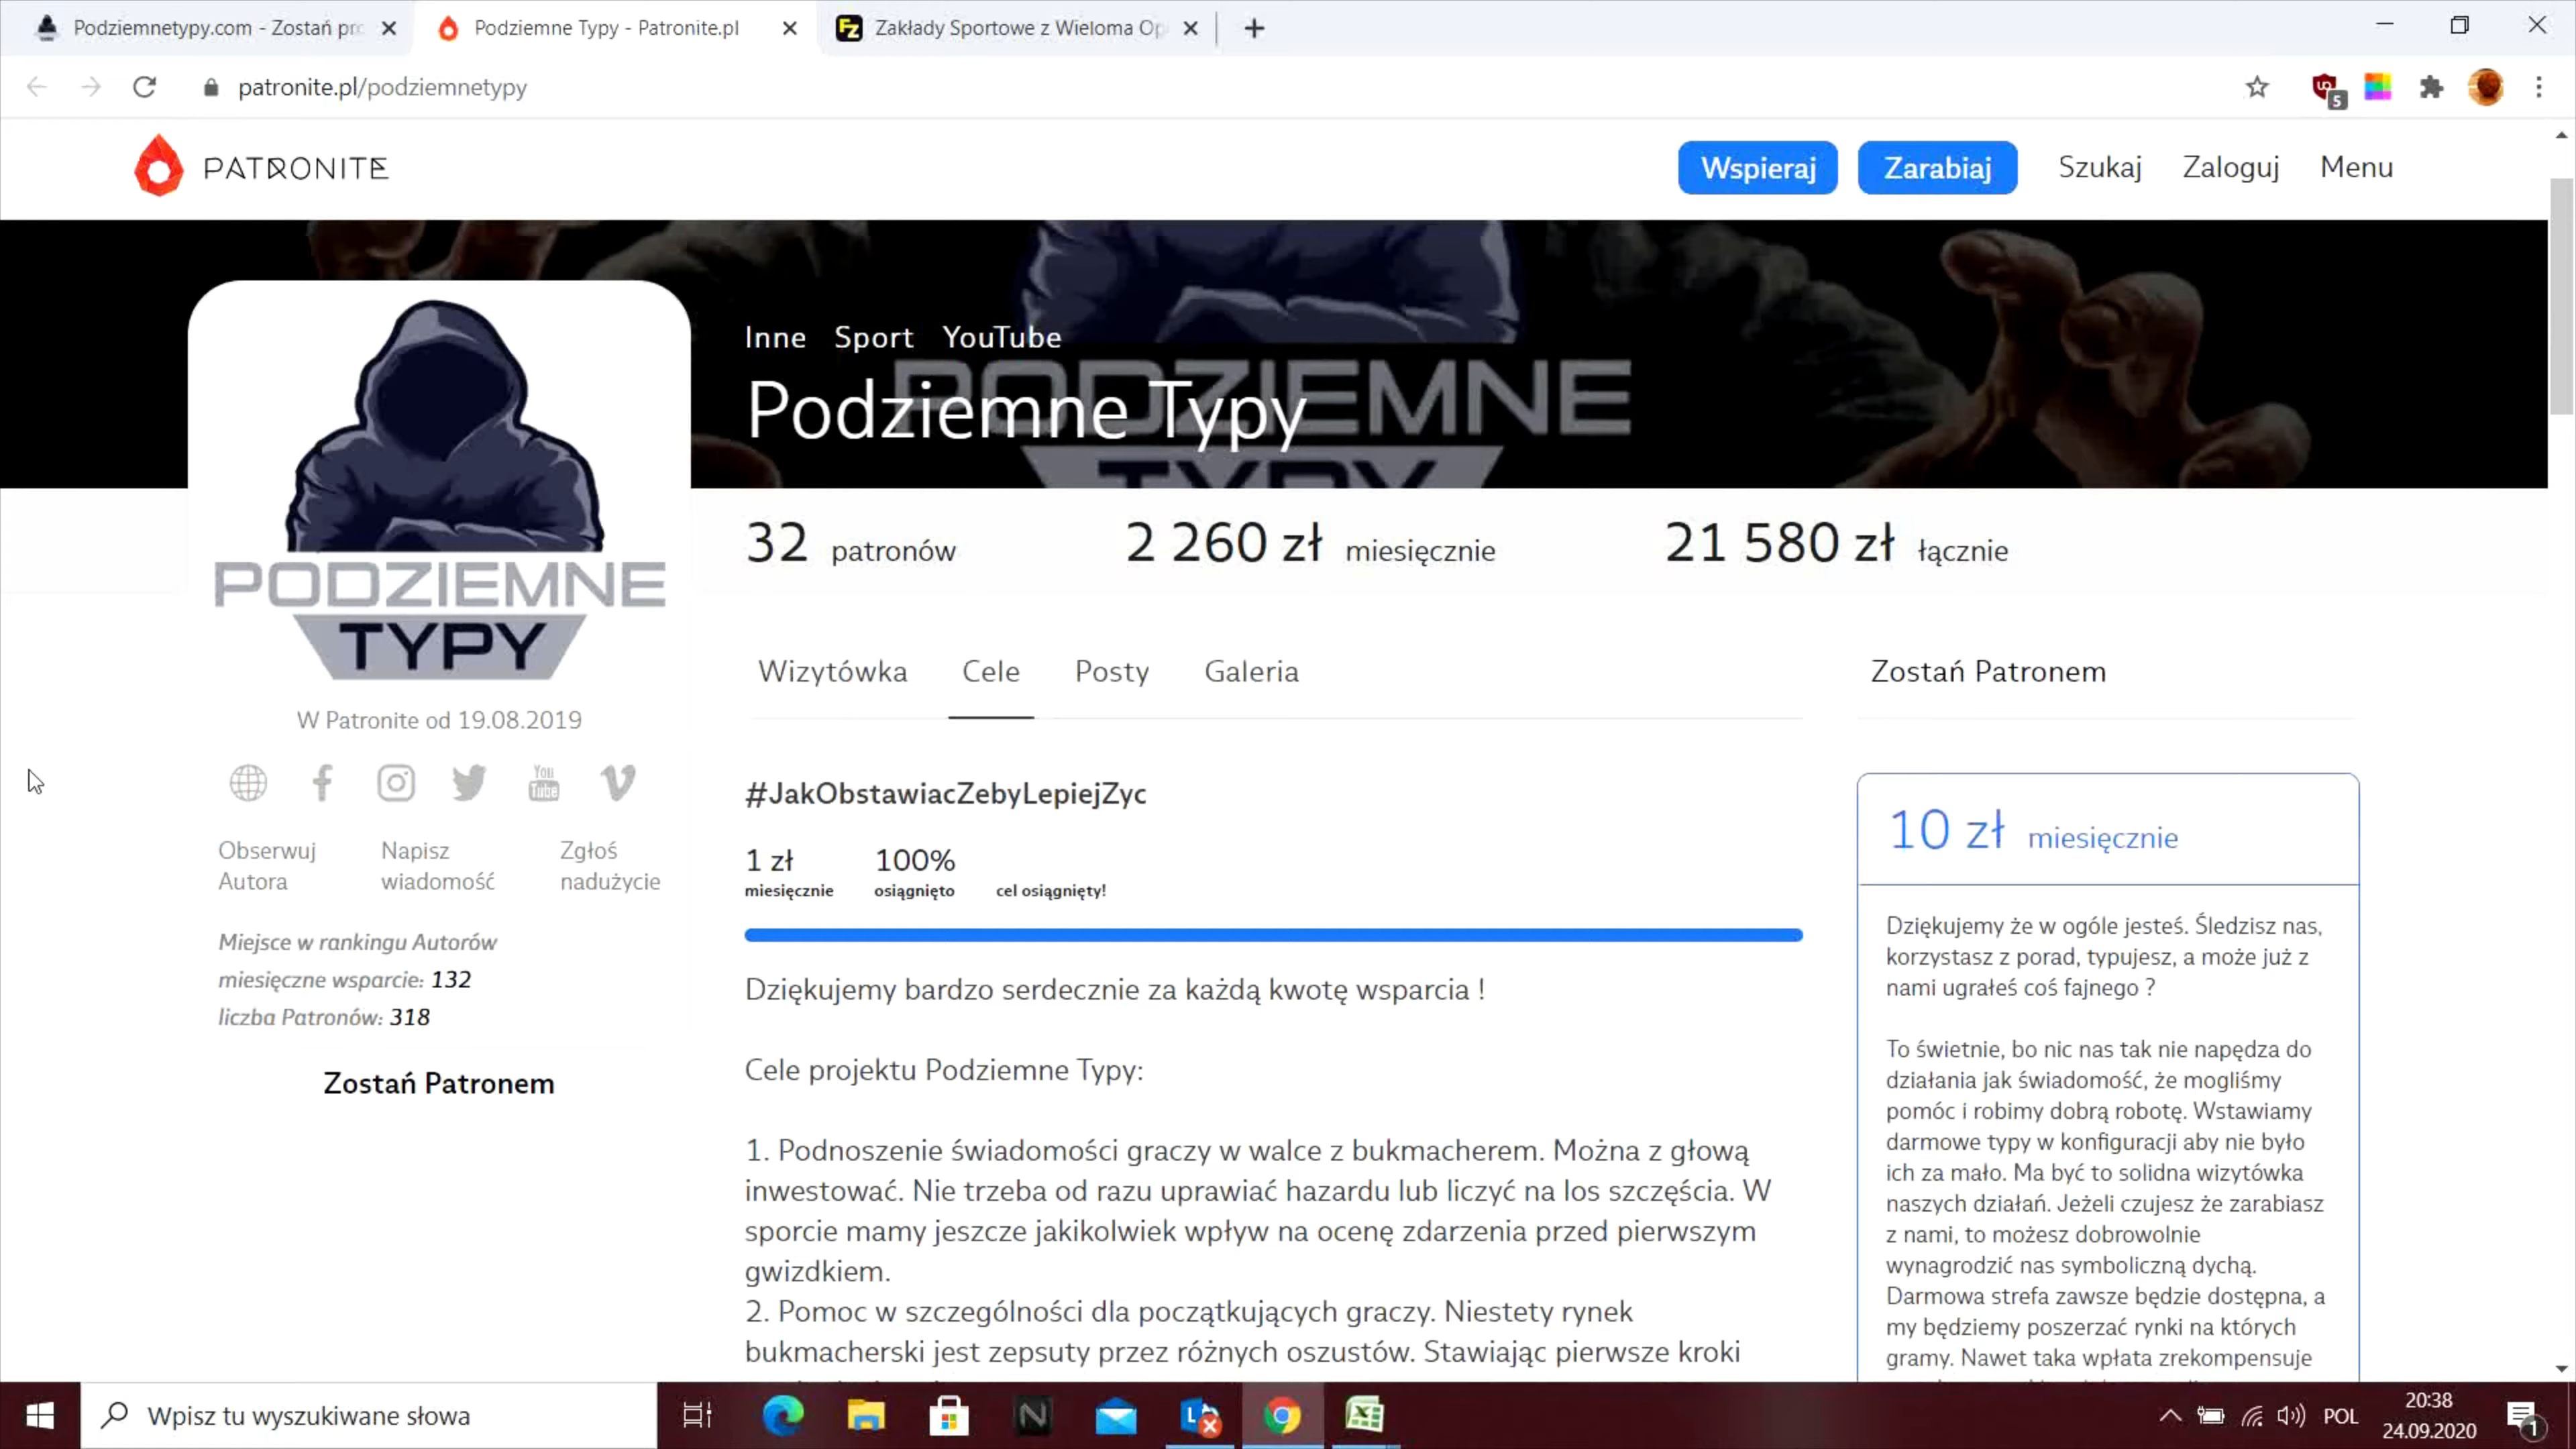 Podziemnetypy.com - Zostań pro
Podziemne Typy - Patronite.pl
Zakłady Sportowe z Wieloma Op
patronite.pl/podziemnetypy
5
PATRONITE
Wspieraj
Zarabiaj
Szukaj
Zaloguj
Menu
Inne Sport YouTube
PODZIEMNE
TYPY
Podziemne Typy
PODZIEMNE
TYPY
32 patronów
2 260 zł miesięcznie
21 580 zł łącznie
W Patronite od 19.08.2019
You
Tube
Obserwuj
Autora
Napisz
wiadomość
Zgłoś
nadużycie
Miejsce w rankingu Autorów
miesięczne wsparcie: 132
liczba Patronów: 318
Zostań Patronem
Wizytówka Cele Posty Galeria
#JakObstawiacZebyLepiejZyc
1 zł
miesięcznie
100%
osiągnięto
cel osiągnięty!
Dziękujemy bardzo serdecznie za każdą kwotę wsparcia !
Cele projektu Podziemne Typy:
1. Podnoszenie świadomości graczy w walce z bukmacherem. Można z głową
inwestować. Nie trzeba od razu uprawiać hazardu lub liczyć na los szczęścia. W
sporcie mamy jeszcze jakikolwiek wpływ na ocenę zdarzenia przed pierwszym
gwizdkiem.
2. Pomoc w szczególności dla początkujących graczy. Niestety rynek
bukmacherski jest zepsuty przez różnych oszustów. Stawiając pierwsze kroki
Zostań Patronem
10 zł miesięcznie
Dziękujemy że w ogóle jesteś. Śledzisz nas,
korzystasz z porad, typujesz, a może już z
nami ugrałeś coś fajnego ?
To świetnie, bo nic nas tak nie napędza do
działania jak świadomość, że mogliśmy
pomóc i robimy dobrą robotę. Wstawiamy
darmowe typy w konfiguracji aby nie było
ich za mało. Ma być to solidna wizytówka
naszych działań. Jeżeli czujesz że zarabiasz
z nami, to możesz dobrowolnie
wynagrodzić nas symboliczną dychą.
Darmowa strefa zawsze będzie dostępna, a
my będziemy poszerzać rynki na których
gramy. Nawet taka wpłata zrekompensuje
Wpisz tu wyszukiwane słowa
POL
20:38
24.09.2020
1